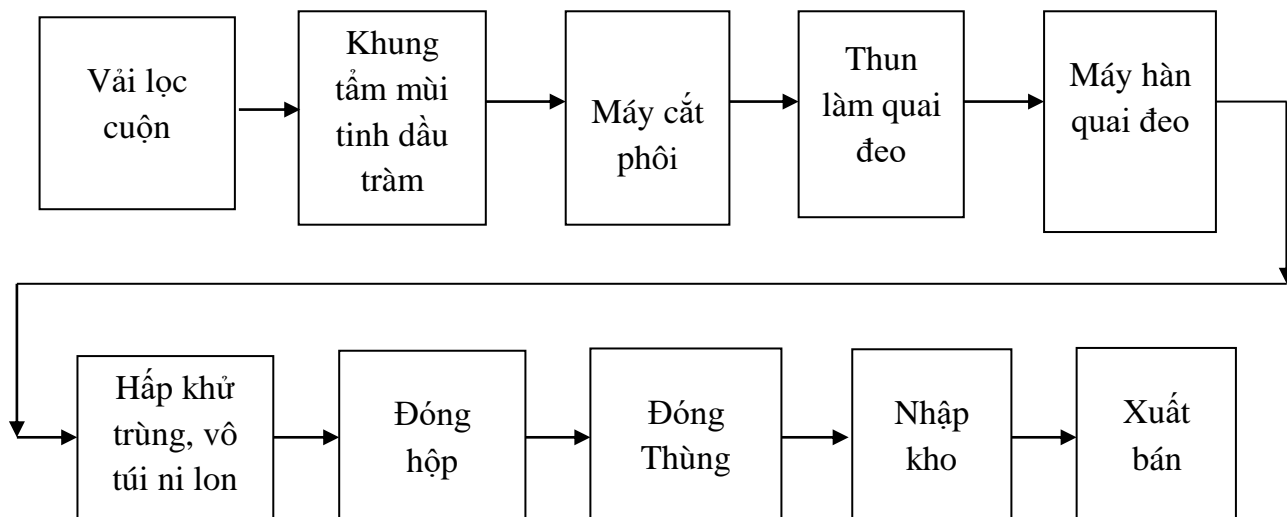 Vải lọc
cuộn
Khung
tẩm mùi
tinh dầu
tràm
Máy cắt
phôi
Thun
làm quai
đeo
Máy hàn
quai đeo
Hấp khử
trùng, vô
túi ni lon
Đóng
hộp
Đóng
Thùng
Nhập
kho
Xuất
bán